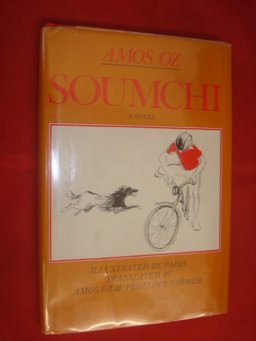 AMOS OZ
SOUMCHI
A NOVEL
ILLUSTRATED BY PAPAS
TRANSLATED BY
AMOS OZ & PENELOPE FARMER